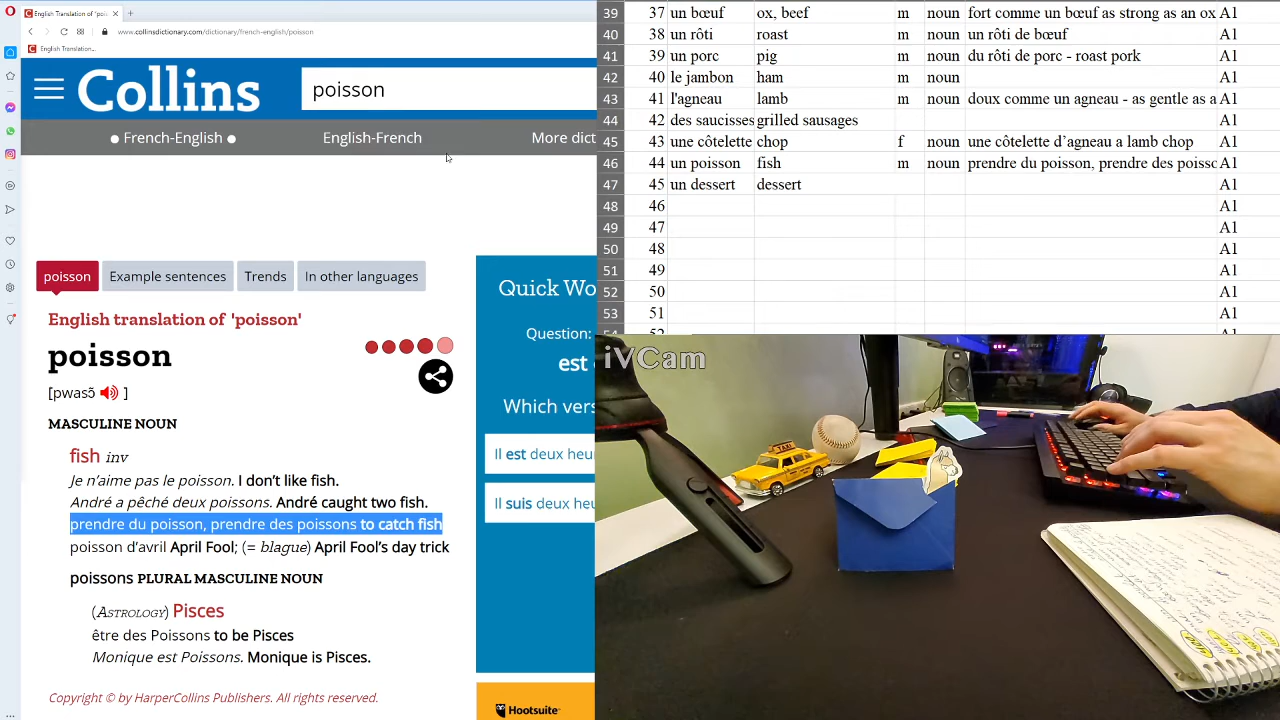 English Translation of 'pois
www.collinsdictionary.com/dictionary/french-english/poisson
English Translation...
Collins
poisson
French-English
English-French
More dict
poisson
Example sentences
Trends
In other languages
English translation of 'poisson'
poisson
[pwasɔ̃ ]
MASCULINE NOUN
fish inv
Je n'aime pas le poisson. I don't like fish.
André a pêché deux poissons. André caught two fish.
prendre du poisson, prendre des poissons to catch fish
poisson d’avril April Fool; (= blague) April Fool’s day trick
poissons PLURAL MASCULINE NOUN
(ASTROLOGY) Pisces
être des Poissons to be Pisces
Monique est Poissons. Monique is Pisces.
Copyright © by HarperCollins Publishers. All rights reserved.
Quick Wo
Question:
est
Which vers
Il est deux heu
Il suis deux heu
Hootsuite
39 37 un bœuf ox, beef m noun fort comme un bœuf as strong as an ox A1
40 38 un rôti roast m noun un rôti de bœuf A1
41 39 un porc pig m noun du rôti de porc - roast pork A1
42 40 le jambon ham m noun A1
43 41 l'agneau lamb m noun doux comme un agneau - as gentle as a A1
44 42 des saucisses grilled sausages A1
45 43 une côtelette chop f noun une côtelette d’agneau a lamb chop A1
46 44 un poisson fish m noun prendre du poisson, prendre des poisso A1
47 45 un dessert dessert A1
48 46 A1
49 47 A1
50 48 A1
51 49 A1
52 50 A1
53 51 A1
54 52 A1
iVCam
TAXI